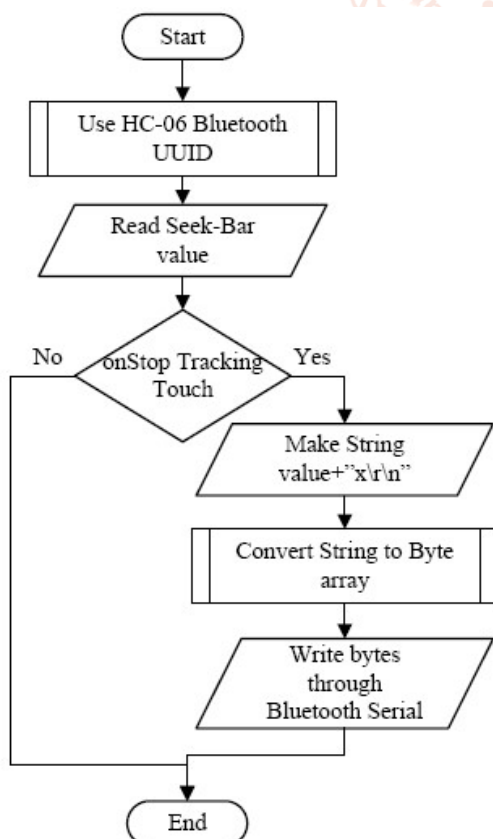 Start
Use HC-06 Bluetooth
UUID
Read Seek-Bar
value
No
onStop Tracking
Touch
Yes
Make String
value+”x\r\n”
Convert String to Byte
array
Write bytes
through
Bluetooth Serial
End